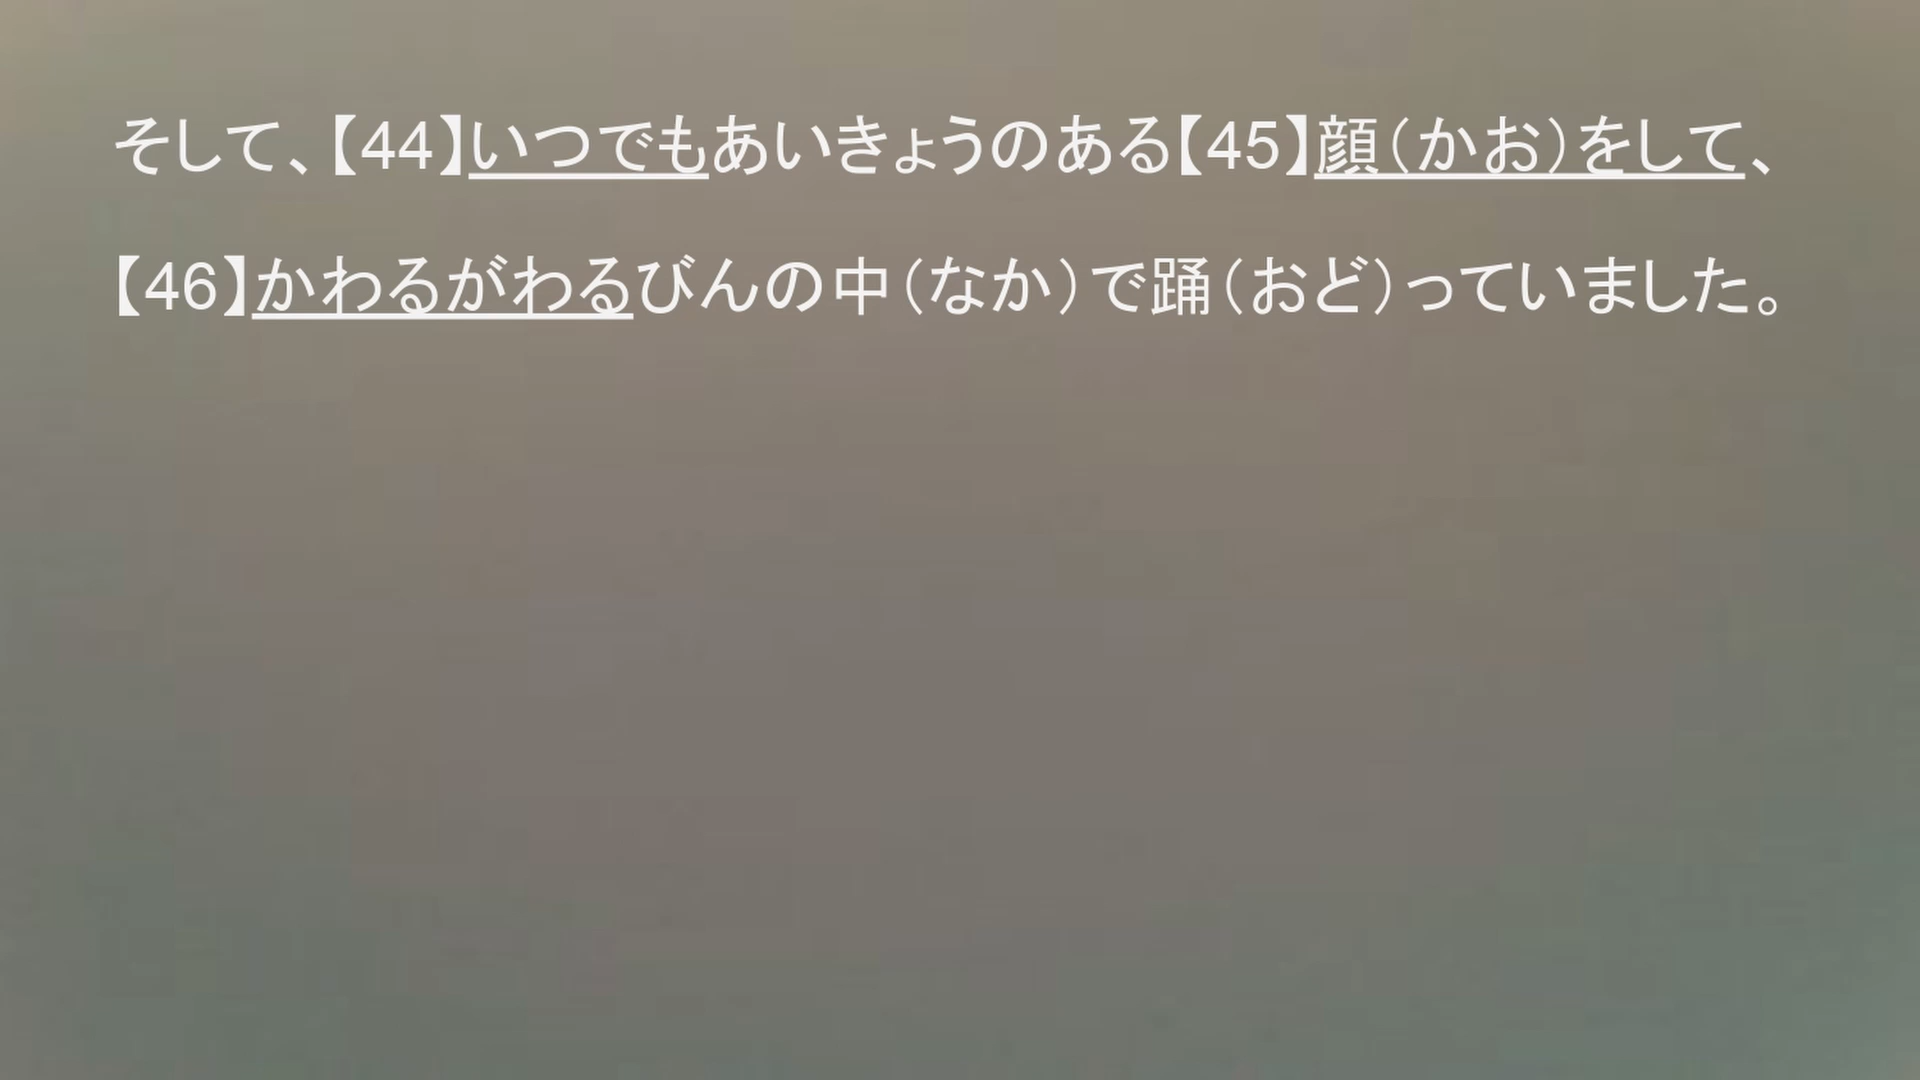 そして、【44】いつでもあいきょうのある【45】顔（かお）をして、
【46】かわるがわるびんの中（なか）で踊（おど）っていました。